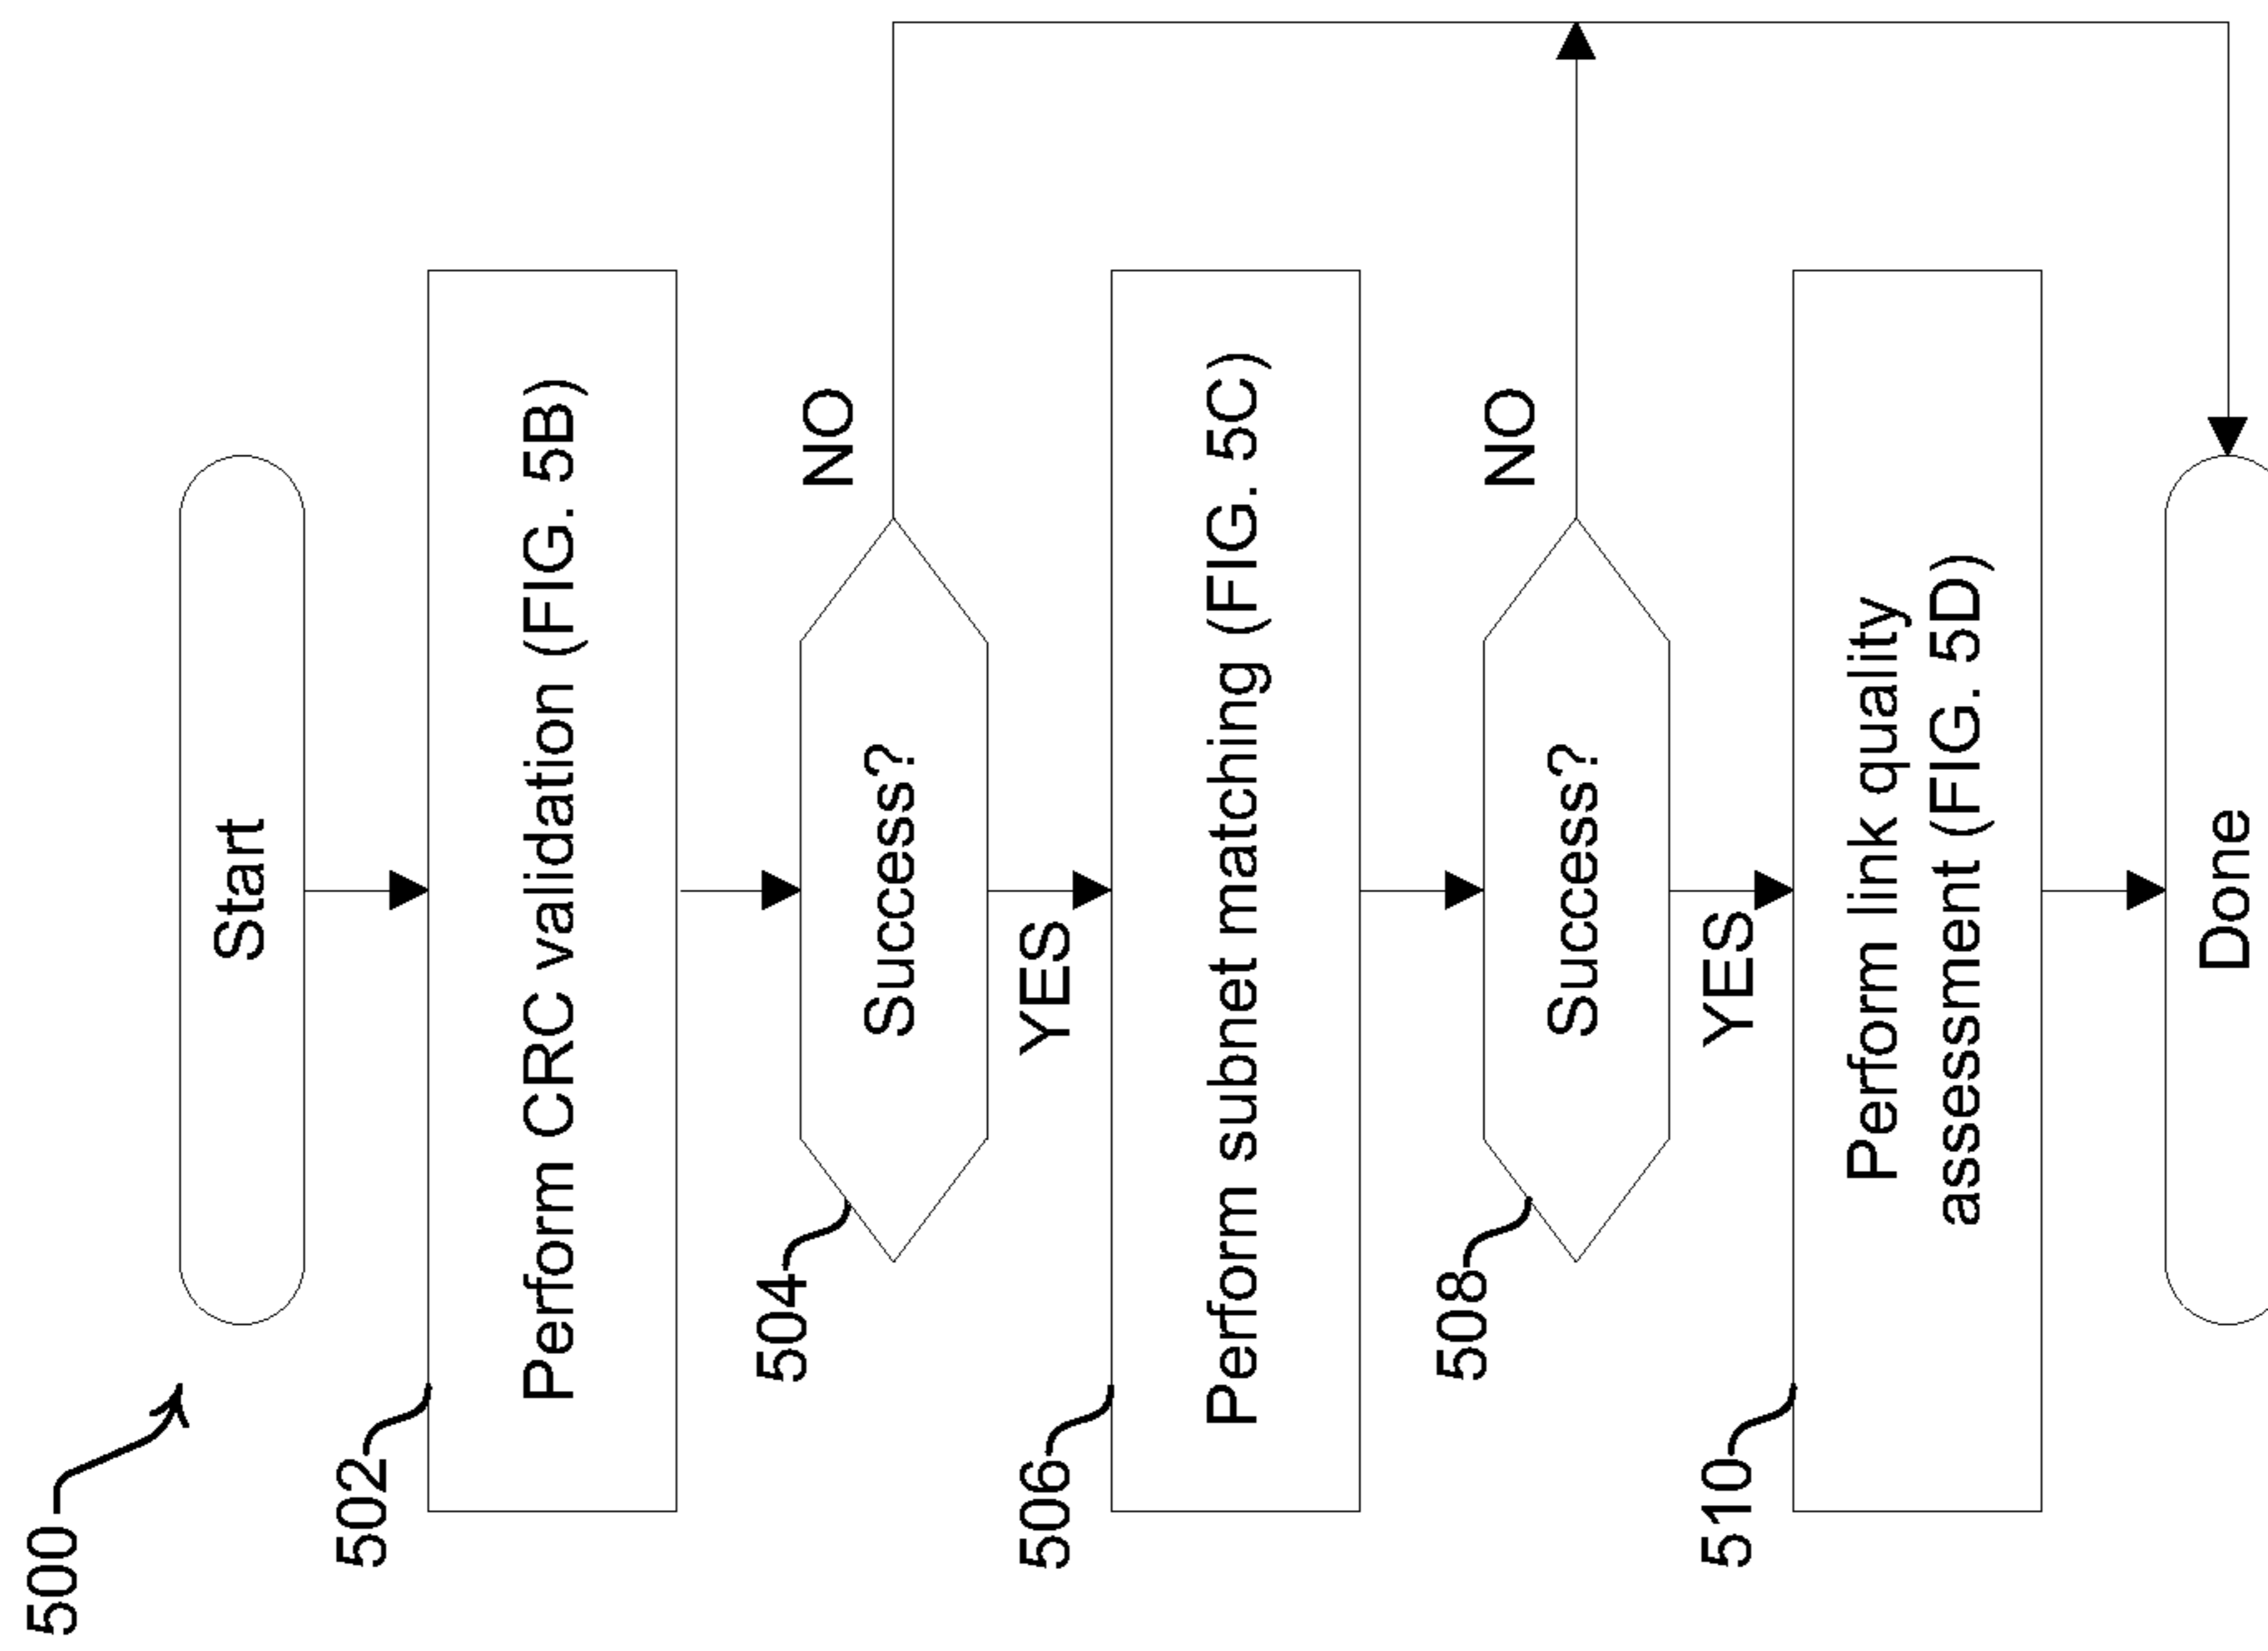 500
Start
502
Perform CRC validation (FIG. 5B)
504
Success?
NO
YES
506
Perform subnet matching (FIG. 5C)
508
Success?
NO
YES
510
Perform link quality
assessment (FIG. 5D)
Done